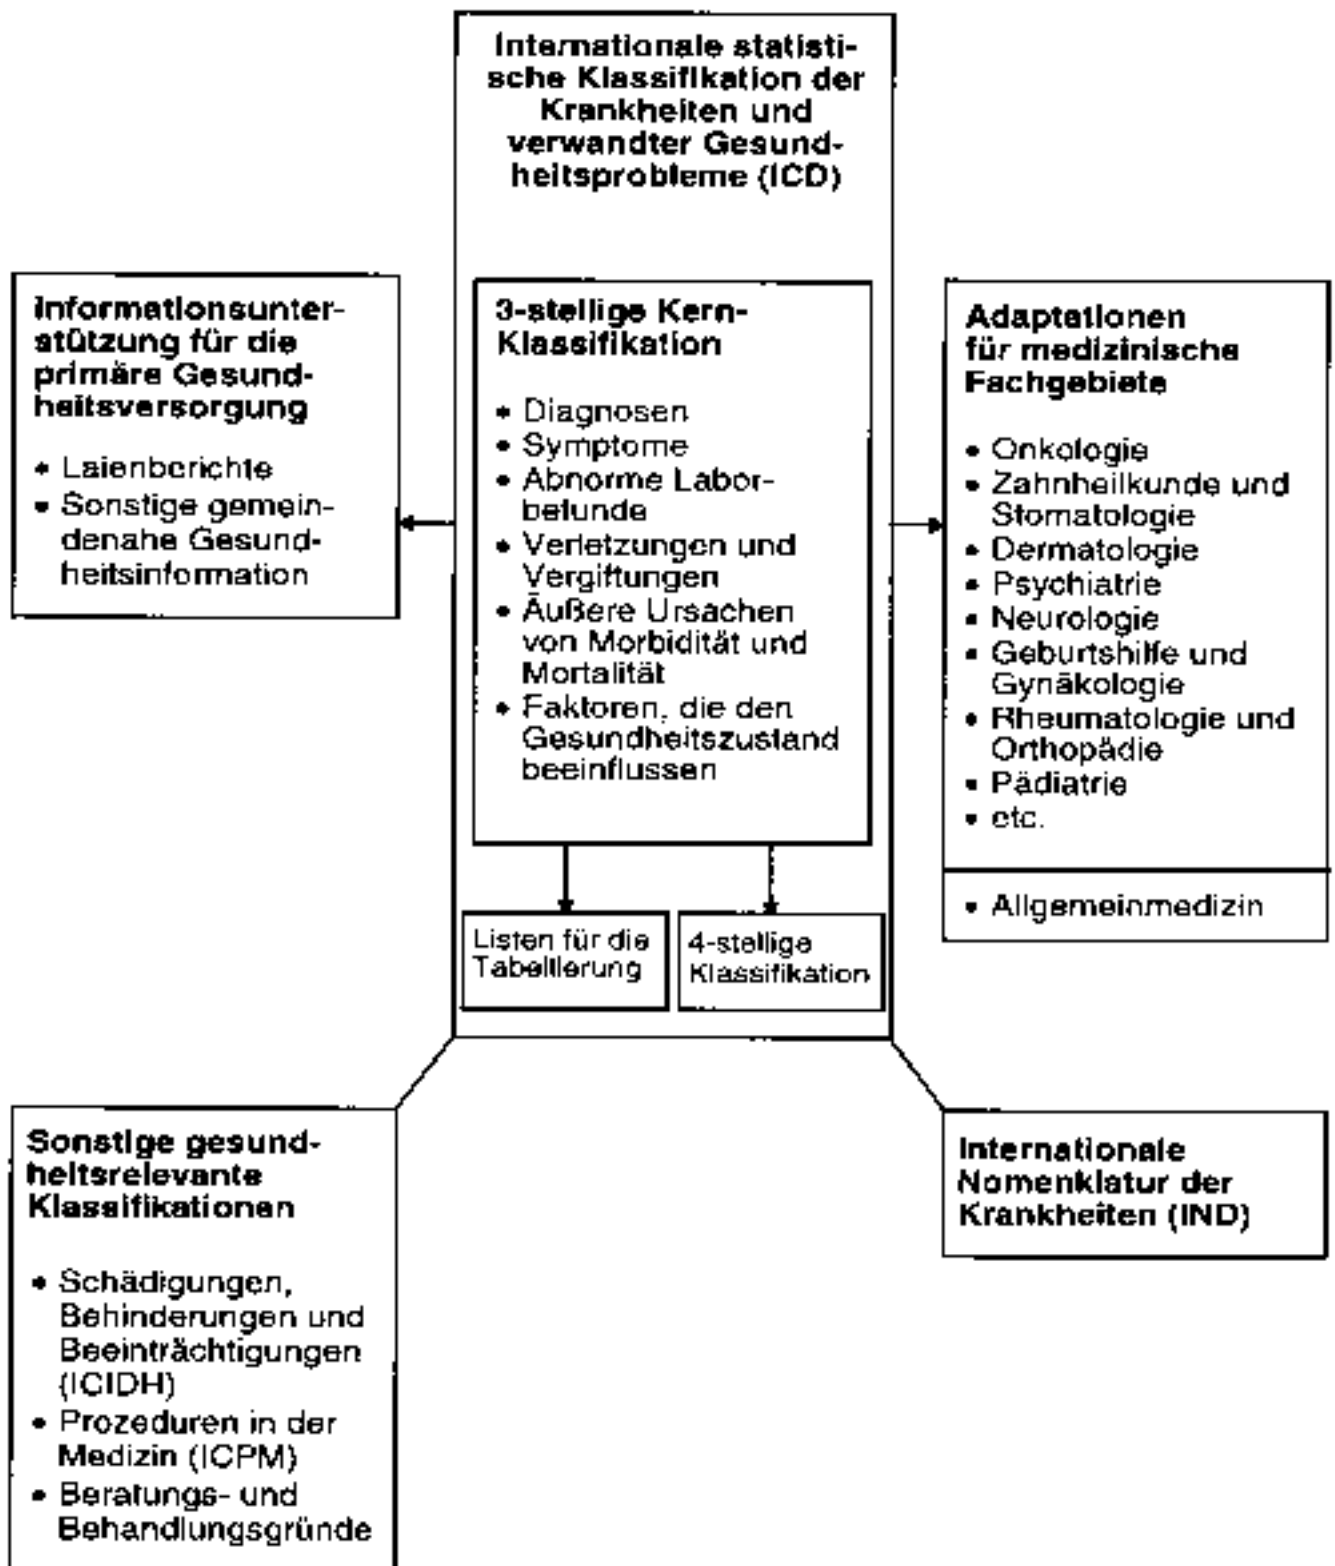 Internationale statisti-
sche Klassifikation der
Krankheiten und
verwandter Gesund-
heitsprobleme (ICD)
Informationsunter-
stützung für die
primäre Gesund-
heitsversorgung
• Laienberichte
• Sonstige gemein-
denahe Gesund-
heitsinformation
3-stellige Kern-
Klassifikation
• Diagnosen
• Symptome
• Abnorme Labor-
befunde
• Verletzungen und
Vergiftungen
• Äußere Ursachen
von Morbidität und
Mortalität
• Faktoren, die den
Gesundheitszustand
beeinflussen
Listen für die
Tabellierung
4-stellige
Klassifikation
Adaptationen
für medizinische
Fachgebiete
• Onkologie
• Zahnheilkunde und
Stomatologie
• Dermatologie
• Psychiatrie
• Neurologie
• Geburtshilfe und
Gynäkologie
• Rheumatologie und
Orthopädie
• Pädiatrie
• etc.
• Allgemeinmedizin
Sonstige gesund-
heitsrelevante
Klassifikationen
• Schädigungen,
Behinderungen und
Beeinträchtigungen
(ICIDH)
• Prozeduren in der
Medizin (ICPM)
• Beratungs- und
Behandlungsgründe
Internationale
Nomenklatur der
Krankheiten (IND)